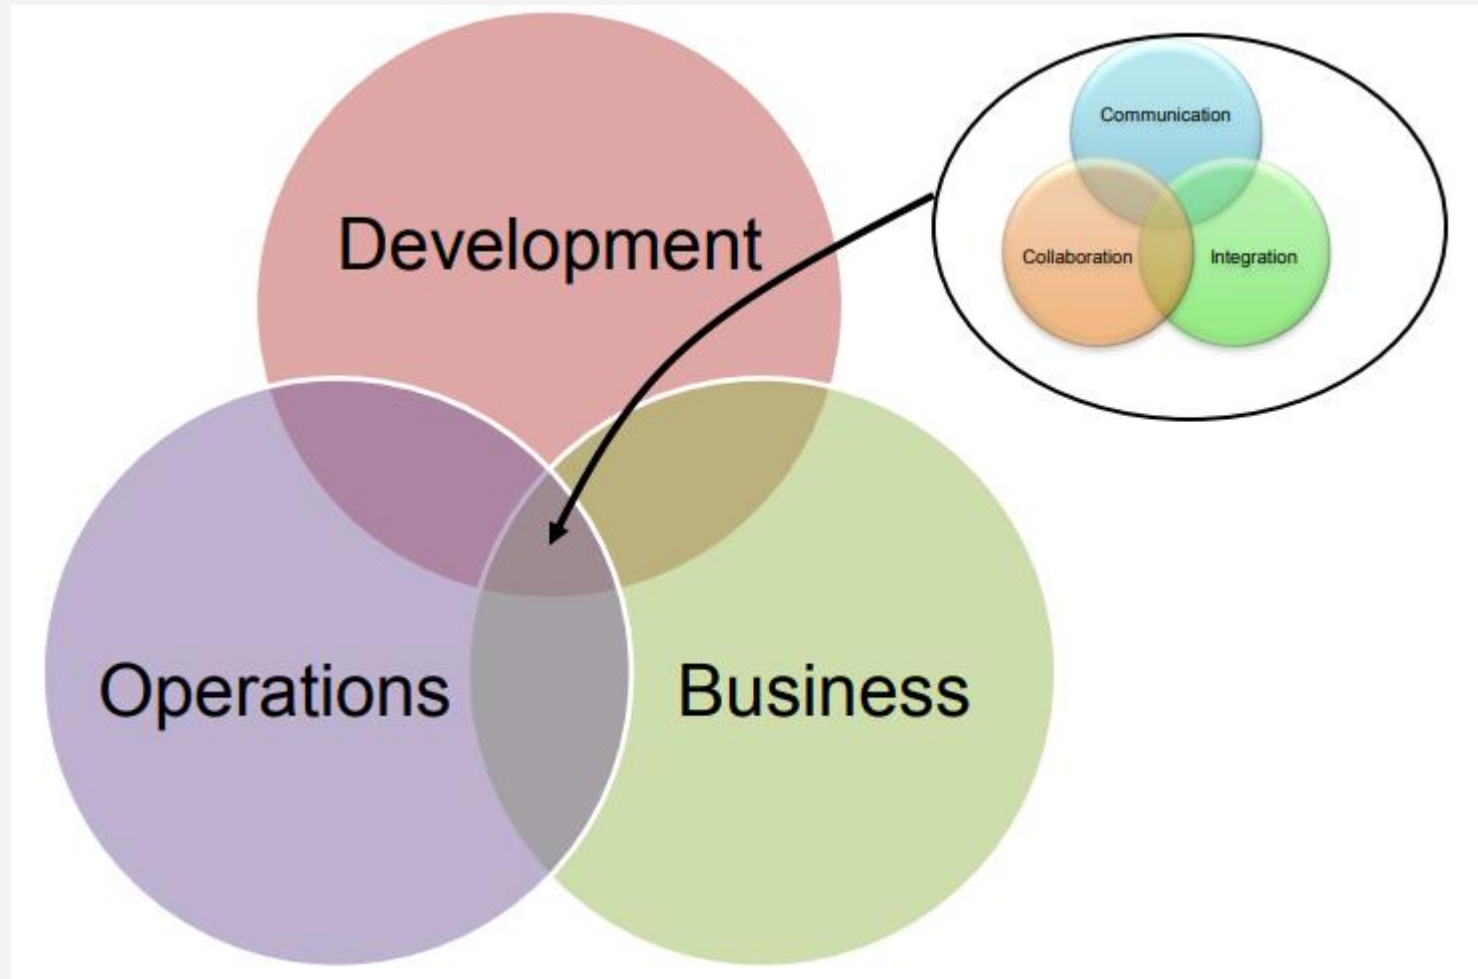 Communication
Development
Collaboration
Integration
Operations
Business